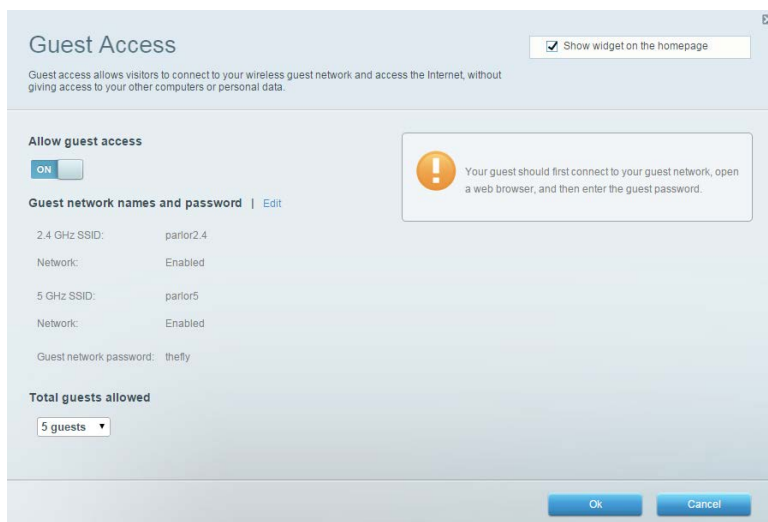 Guest Access
Show widget on the homepage
Guest access allows visitors to connect to your wireless guest network and access the Internet, without
giving access to your other computers or personal data.
Allow guest access
ON
Your guest should first connect to your guest network, open
a web browser, and then enter the guest password.
Guest network names and password | Edit
2.4 GHz SSID: parlor2.4
Network: Enabled
5 GHz SSID: parlor5
Network: Enabled
Guest network password: thefly
Total guests allowed
5 guests
Ok Cancel